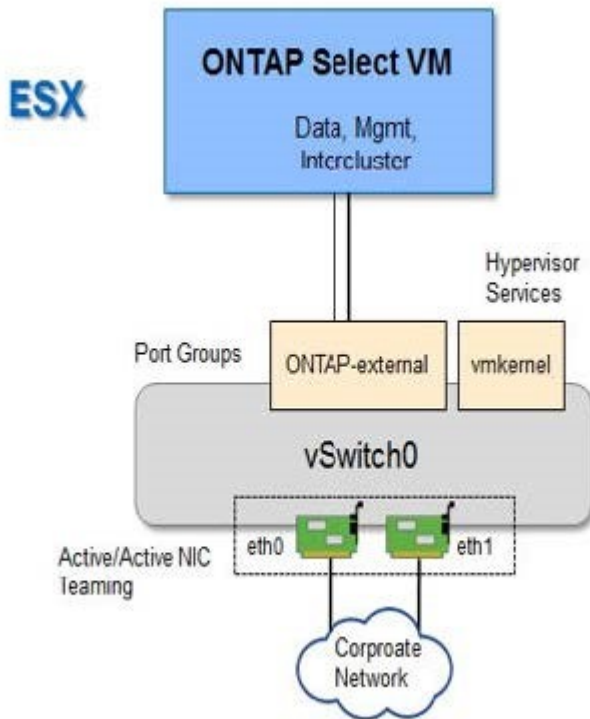 ESX
ONTAP Select VM
Data, Mgmt,
Intercluster
Hypervisor
Services
Port Groups
ONTAP-external
vmkernel
vSwitch0
eth0
eth1
Active/Active NIC
Teaming
Corproate
Network